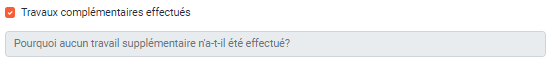 Travaux complémentaires effectués
Pourquoi aucun travail supplémentaire n'a-t-il été effectué?